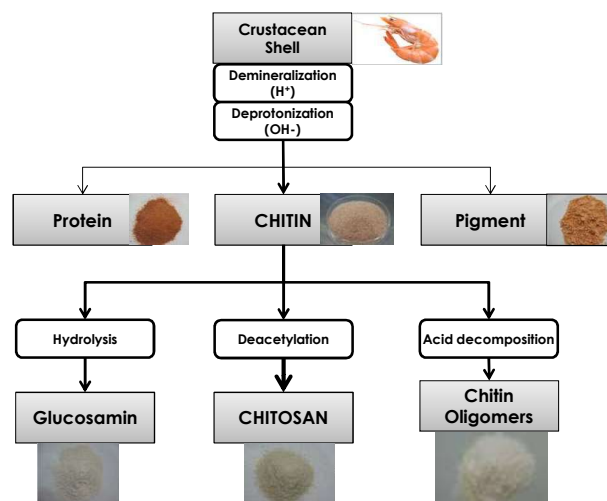 Crustacean
Shell
Demineralization
(H⁺)
Deprotonization
(OH-)
Protein
CHITIN
Pigment
Hydrolysis
Deacetylation
Acid decomposition
Glucosamin
CHITOSAN
Chitin
Oligomers